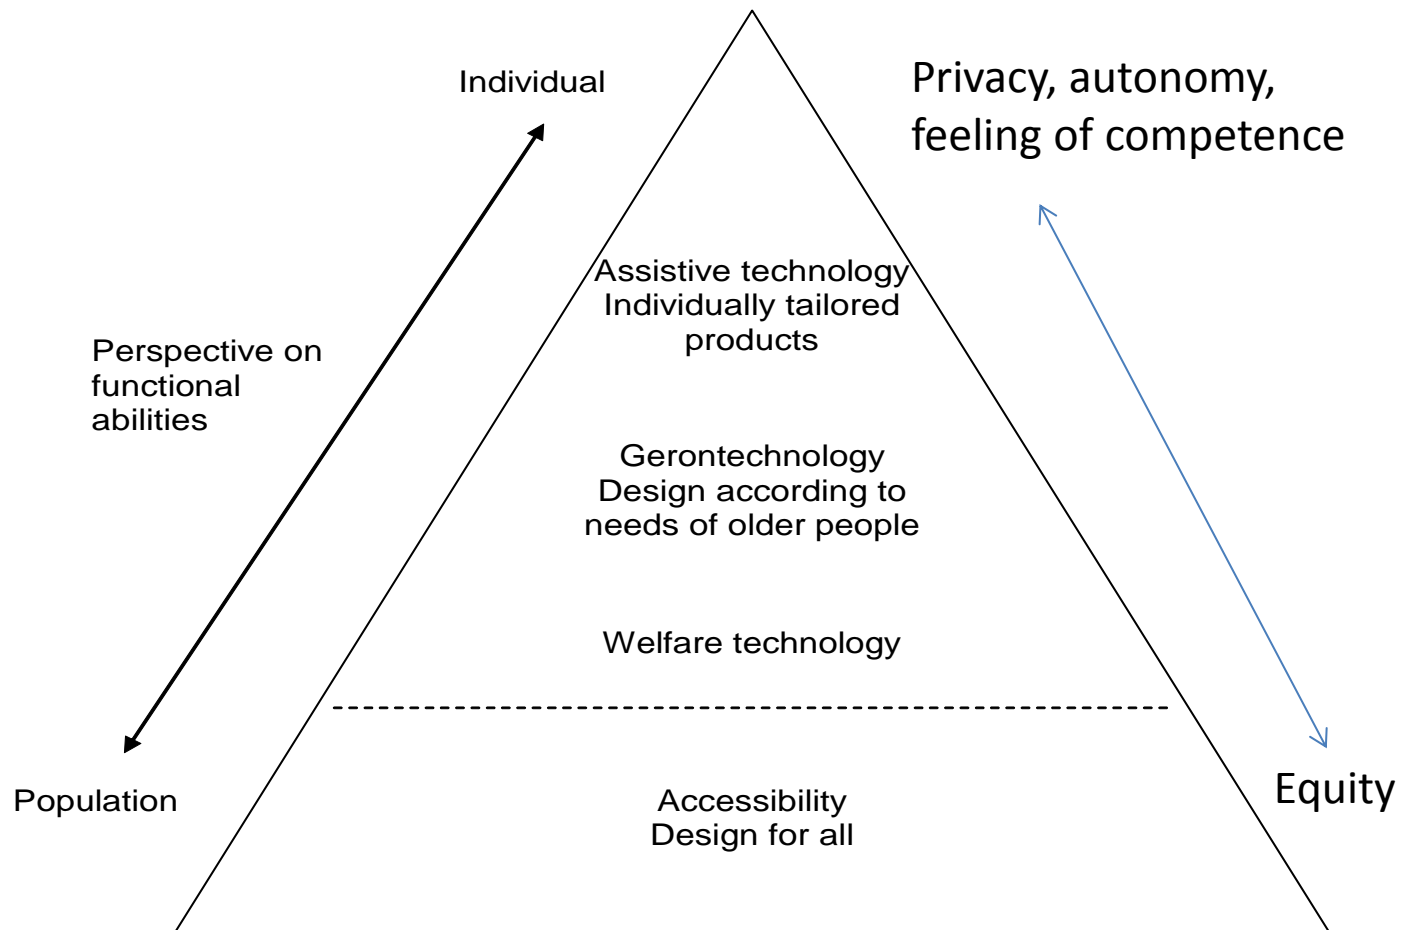 Individual
Privacy, autonomy,
feeling of competence
Assistive technology
Individually tailored
products
Perspective on
functional
abilities
Gerontechnology
Design according to
needs of older people
Welfare technology
Population
Equity
Accessibility
Design for all